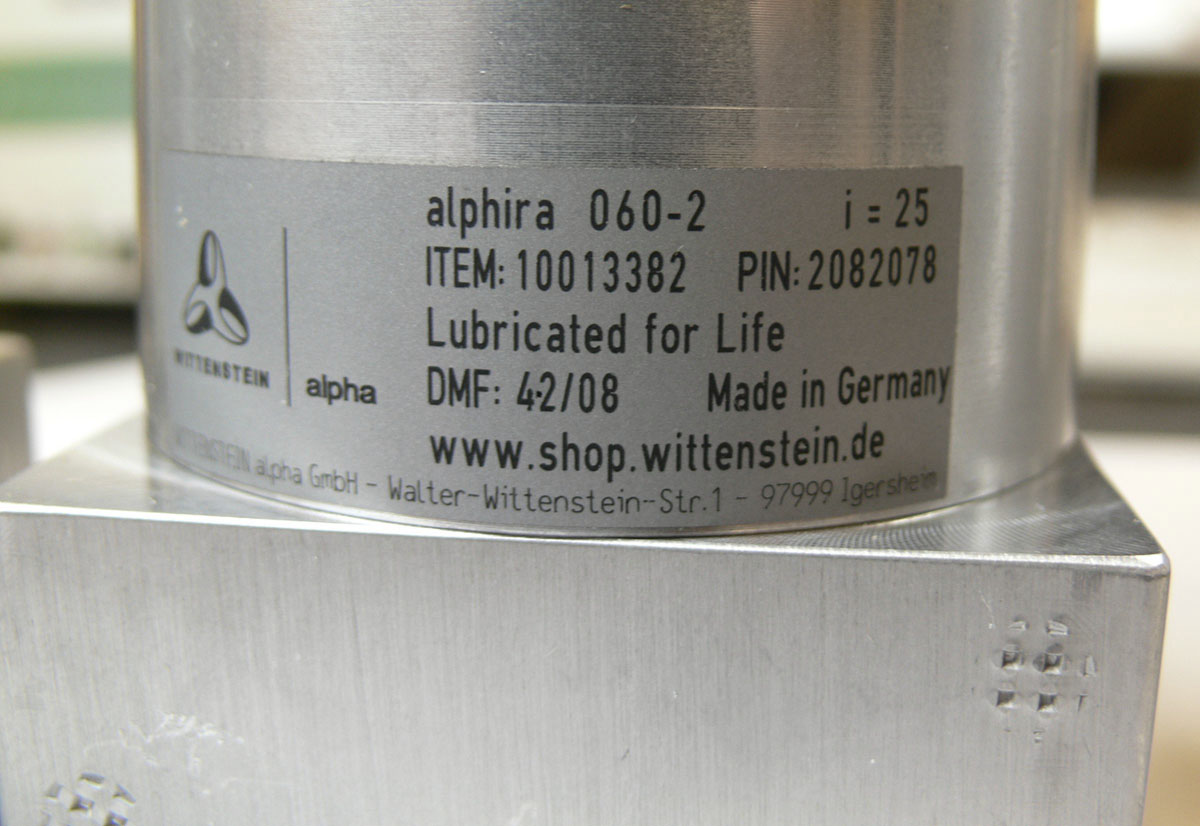 alphira 060-2 i = 25
ITEM: 10013382 PIN: 2082078
Lubricated for Life
DMF: 42/08 Made in Germany
www.shop.wittenstein.de
WITTENSTEIN
alpha
WITTENSTEIN alpha GmbH - Walter-Wittenstein-Str.1 - 97999 Igersheim